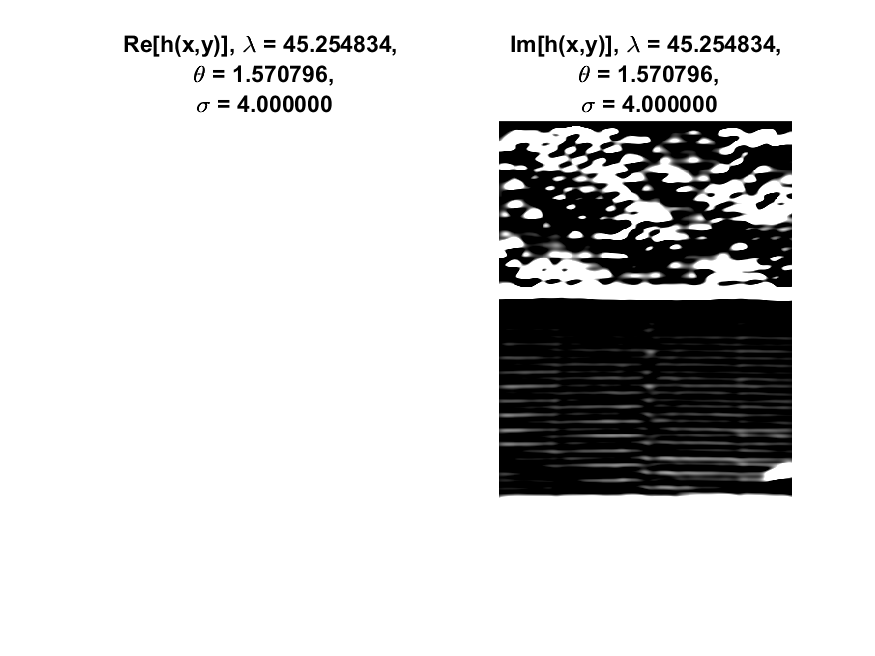 Re[h(x,y)], λ = 45.254834,
θ = 1.570796,
σ = 4.000000
Im[h(x,y)], λ = 45.254834,
θ = 1.570796,
σ = 4.000000